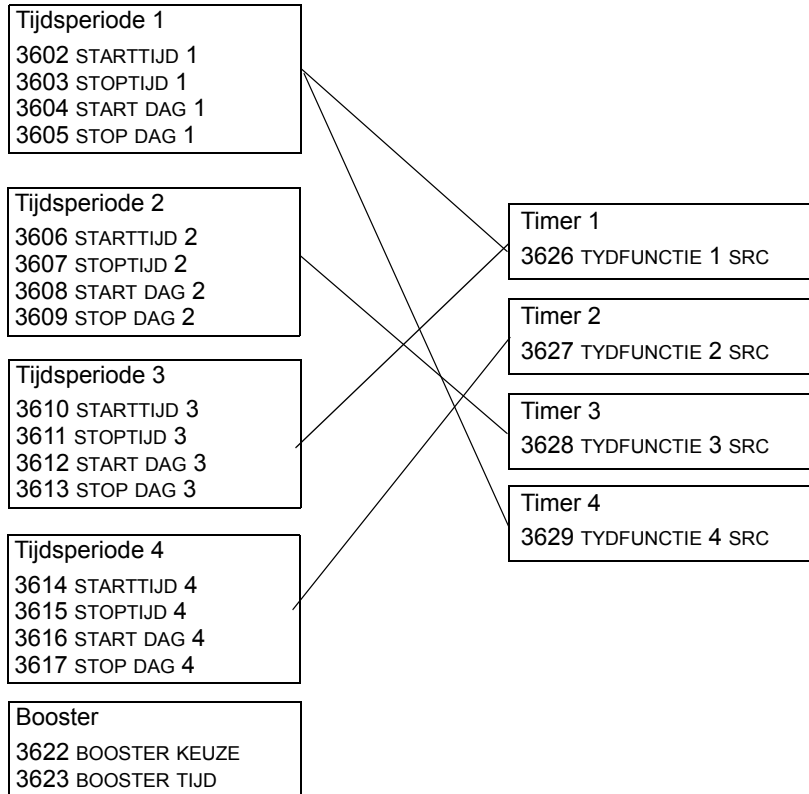 Tijdsperiode 1
3602 STARTTIJD 1
3603 STOPTIJD 1
3604 START DAG 1
3605 STOP DAG 1
Tijdsperiode 2
3606 STARTTIJD 2
3607 STOPTIJD 2
3608 START DAG 2
3609 STOP DAG 2
Tijdsperiode 3
3610 STARTTIJD 3
3611 STOPTIJD 3
3612 START DAG 3
3613 STOP DAG 3
Tijdsperiode 4
3614 STARTTIJD 4
3615 STOPTIJD 4
3616 START DAG 4
3617 STOP DAG 4
Booster
3622 BOOSTER KEUZE
3623 BOOSTER TIJD
Timer 1
3626 TYDFUNCTIE 1 SRC
Timer 2
3627 TYDFUNCTIE 2 SRC
Timer 3
3628 TYDFUNCTIE 3 SRC
Timer 4
3629 TYDFUNCTIE 4 SRC